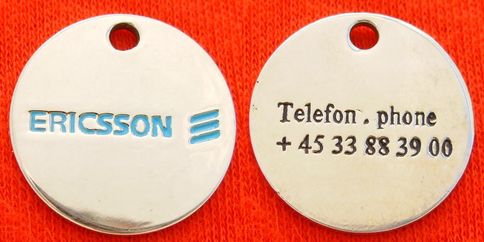 ERICSSON
Telefon . phone
+ 45 33 88 39 00